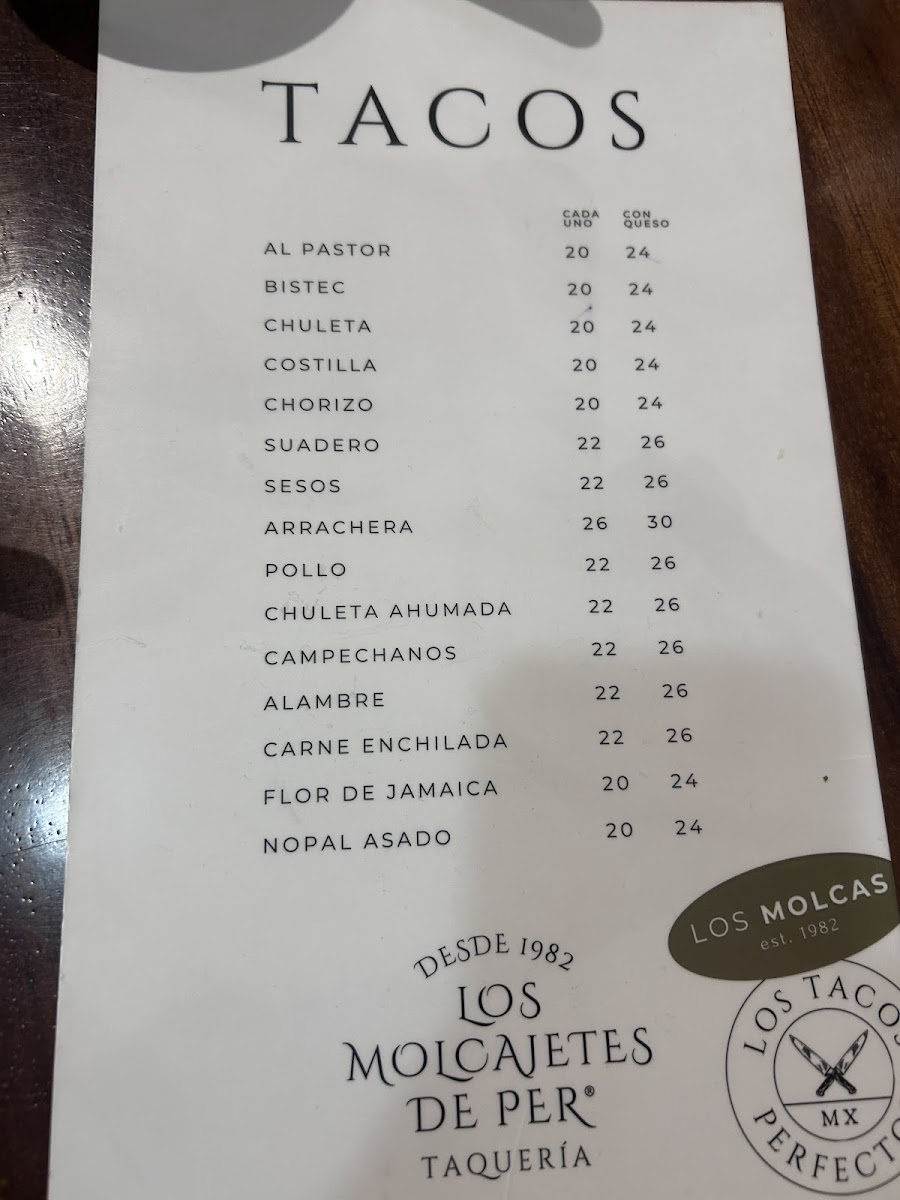 TACOS
CADA UNO CON QUESO
AL PASTOR 20 24
BISTEC 20 24
CHULETA 20 24
COSTILLA 20 24
CHORIZO 20 24
SUADERO 22 26
SESOS 22 26
ARRACHERA 26 30
POLLO 22 26
CHULETA AHUMADA 22 26
CAMPECHANOS 22 26
ALAMBRE 22 26
CARNE ENCHILADA 22 26
FLOR DE JAMAICA 20 24
NOPAL ASADO 20 24
LOS MOLCAS
est. 1982
DESDE 1982
LOS
MOLCAJETES
DE PER®
TAQUERÍA
LOS TACOS
MX
PERFECTO